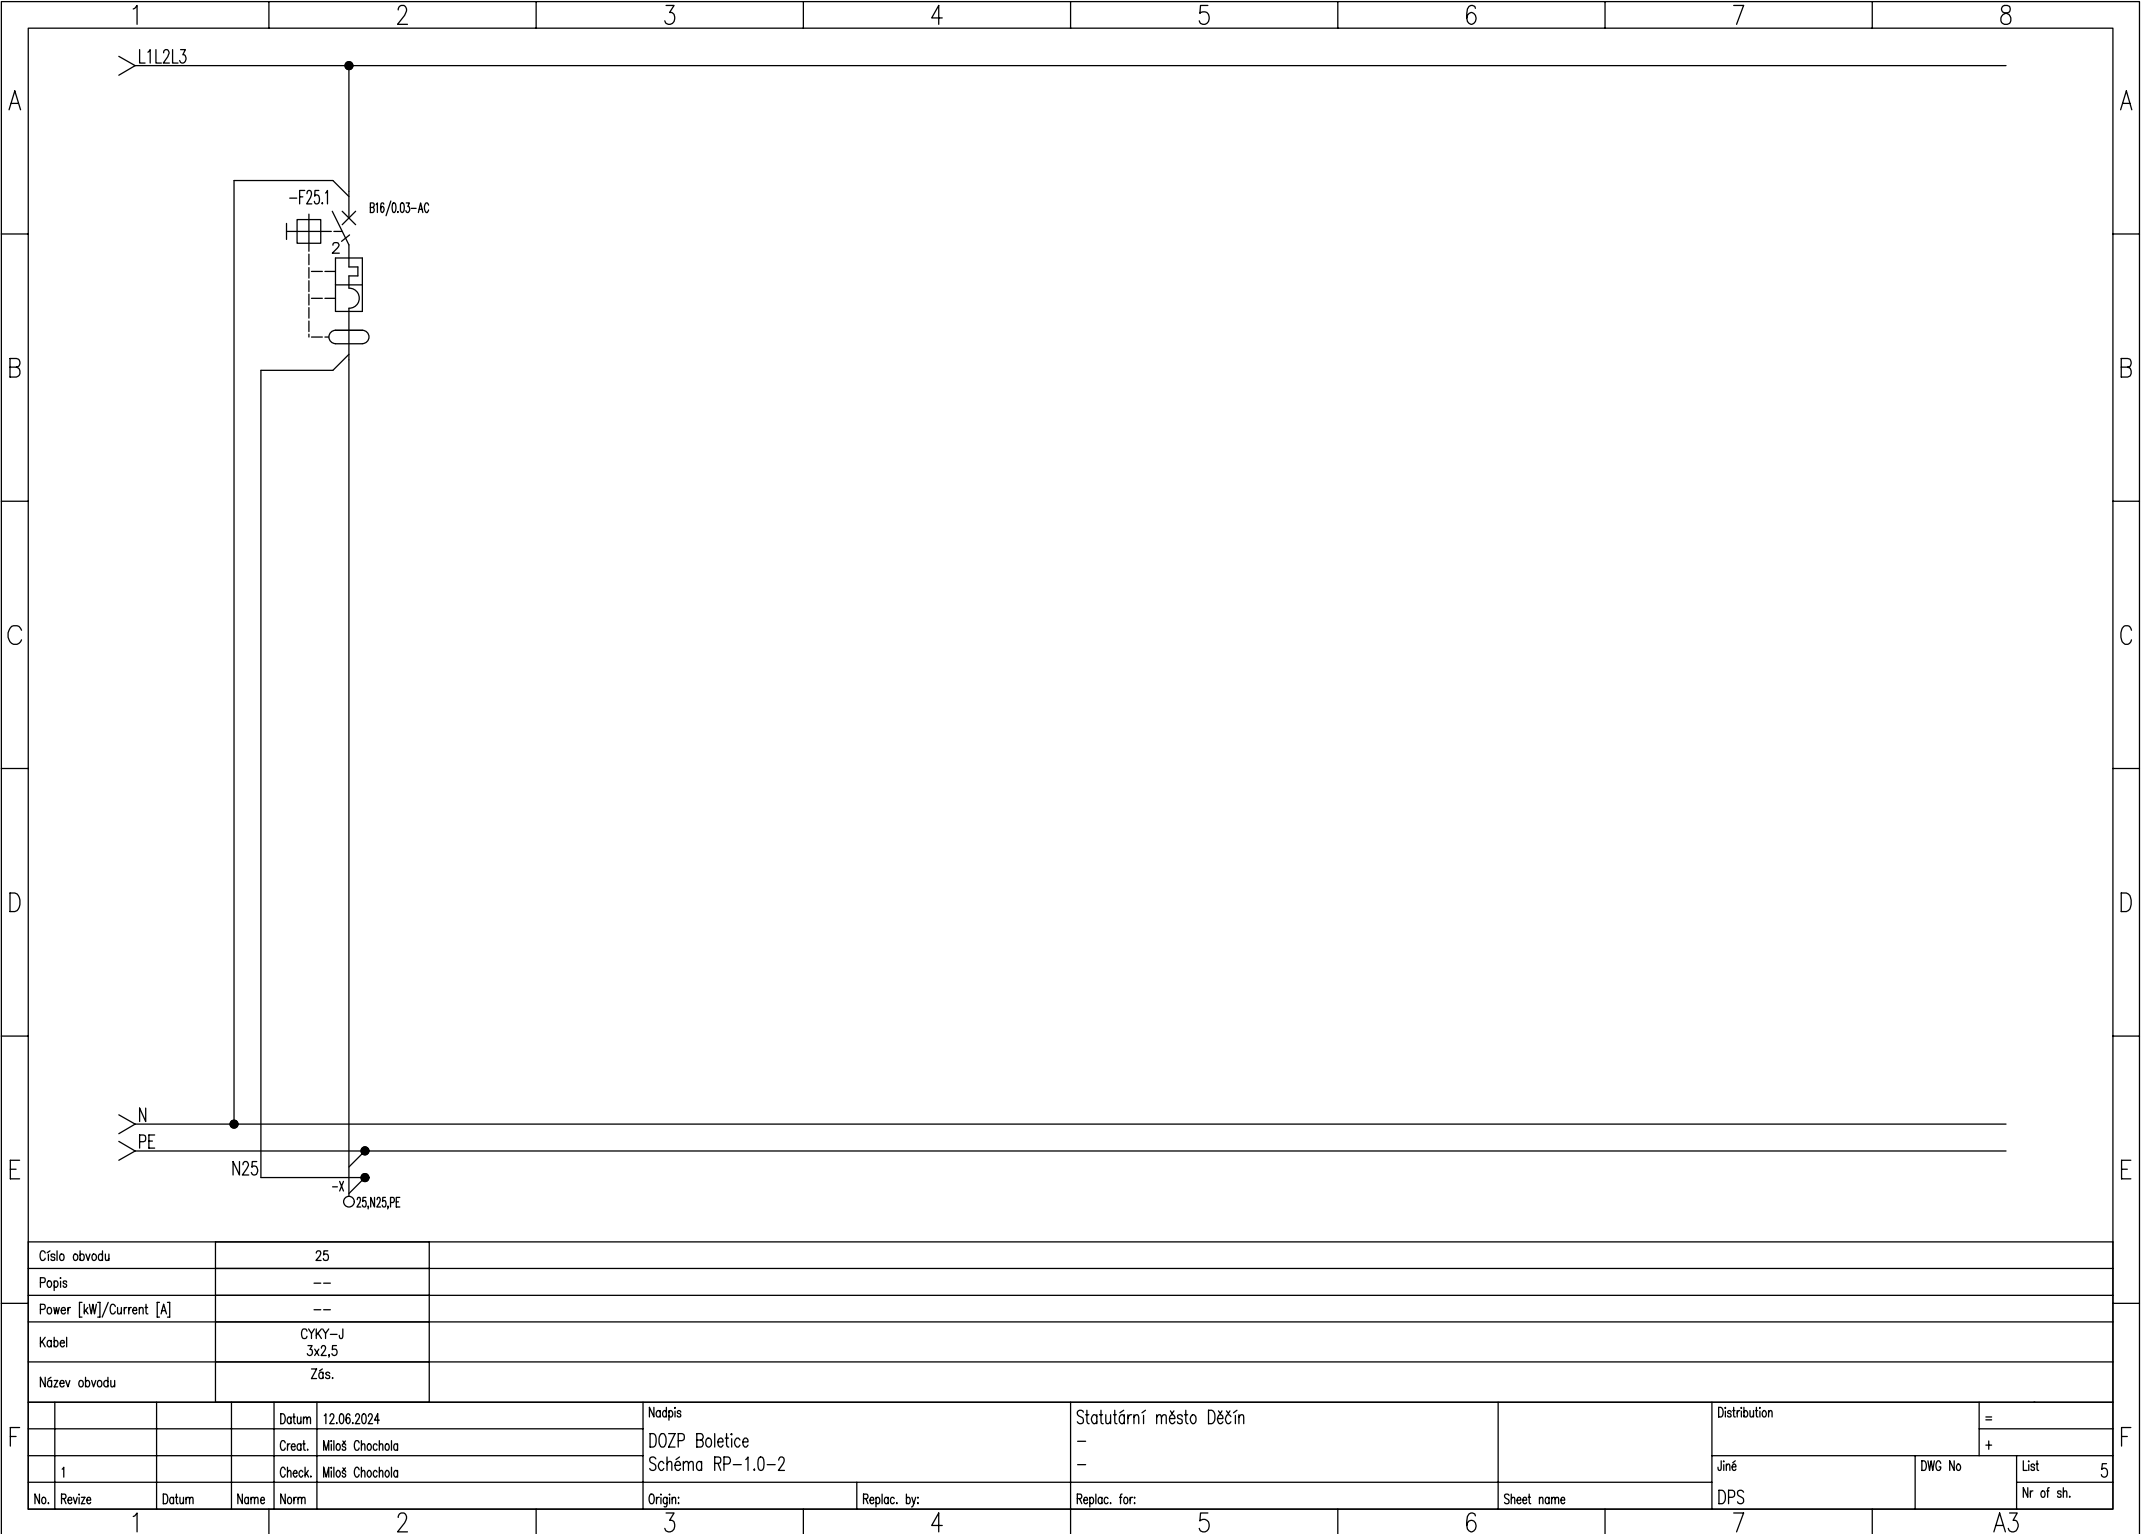 1 2 3 4 5 6 7 8
L1L2L3
A A
-F25.1
B16/0.03-AC
2
B B
C C
D D
N
PE
E E
N25
-X
25,N25,PE
Císlo obvodu 25
Popis --
Power [kW]/Current [A] --
Kabel CYKY-J
3x2,5
Název obvodu Zás.
F F
Datum 12.06.2024
Creat. Miloš Chochola
1 Check. Miloš Chochola
No. Revize Datum Name Norm
Nadpis
DOZP Boletice
Schéma RP-1.0-2
Origin: Replac. by:
Statutární město Děčín
-
-
Replac. for: Sheet name
Distribution =
+
Jiné DWG No List 5
DPS Nr of sh.
1 2 3 4 5 6 7 A3